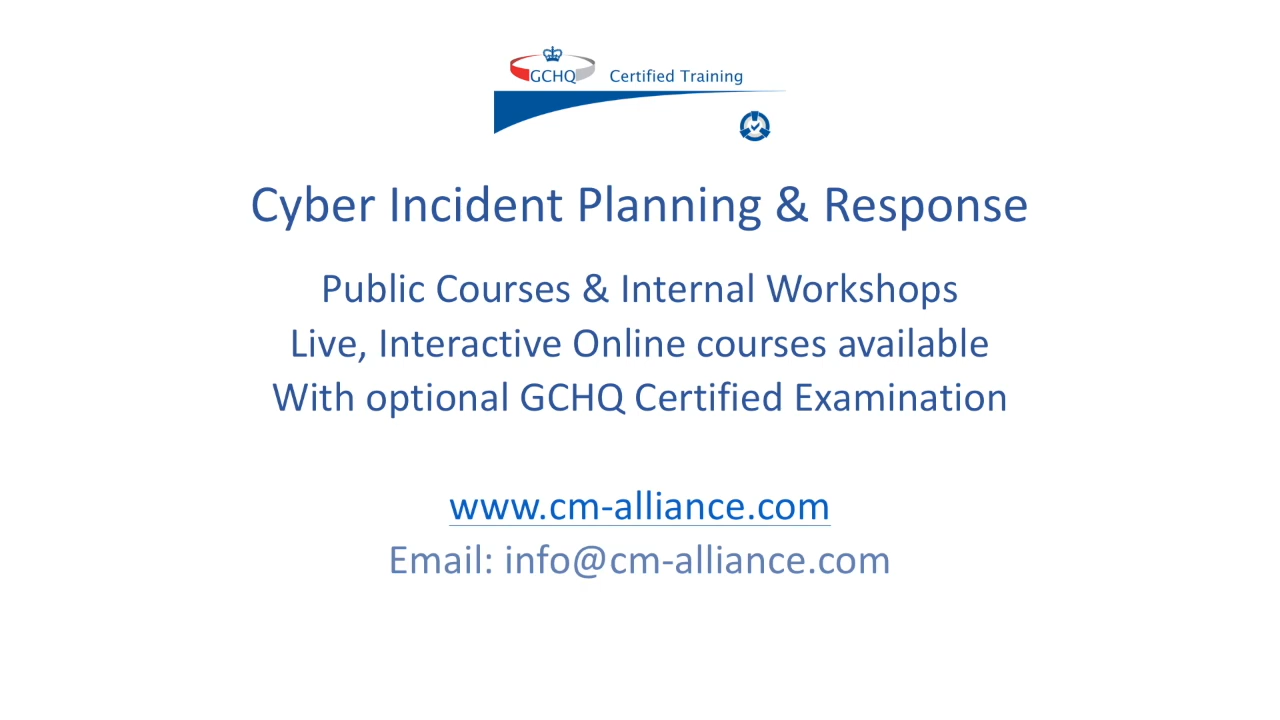 GCHQ Certified Training
Cyber Incident Planning & Response
Public Courses & Internal Workshops
Live, Interactive Online courses available
With optional GCHQ Certified Examination
www.cm-alliance.com
Email: info@cm-alliance.com